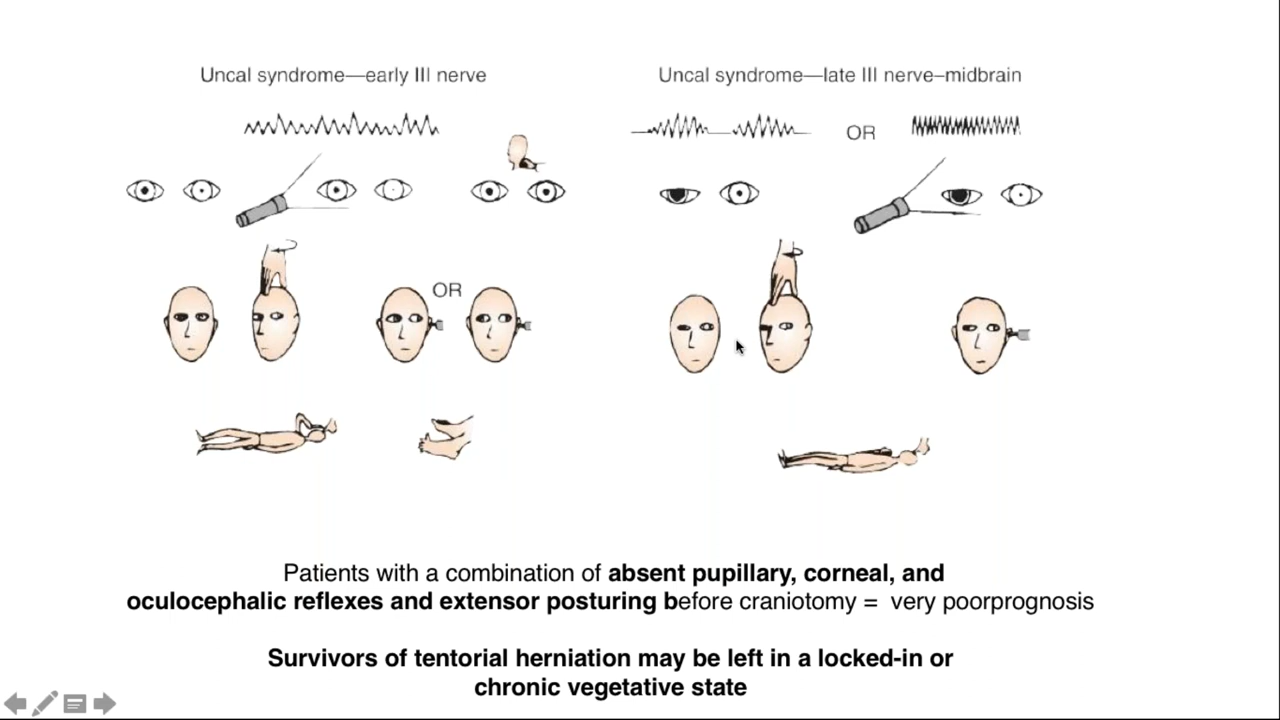 Uncal syndrome—early III nerve
Uncal syndrome—late III nerve–midbrain
OR
OR
Patients with a combination of absent pupillary, corneal, and
oculocephalic reflexes and extensor posturing before craniotomy = very poorprognosis
Survivors of tentorial herniation may be left in a locked-in or
chronic vegetative state